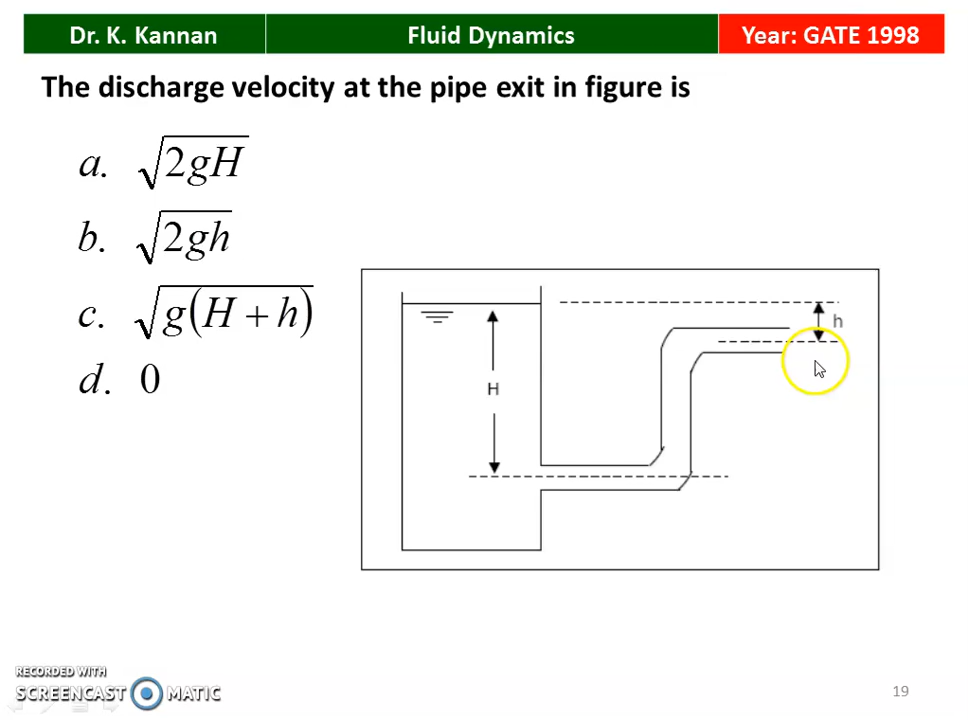 Dr. K. Kannan
Fluid Dynamics
Year: GATE 1998
The discharge velocity at the pipe exit in figure is
a. √2gH
b. √2gh
c. √g(H + h)
d. 0
h
H
RECORDED WITH
SCREENCAST MATIC
19